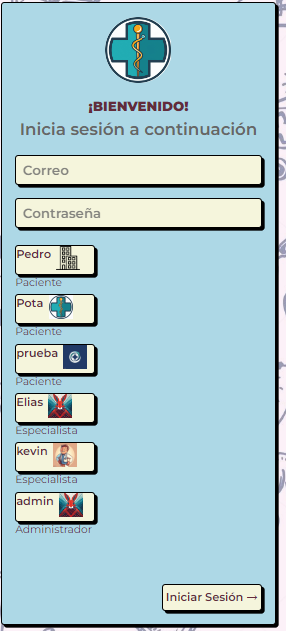 ¡BIENVENIDO!
Inicia sesión a continuación
Correo
Contraseña
Pedro
Paciente
Pota
Paciente
prueba
Paciente
Elias
Especialista
kevin
Especialista
admin
Administrador
Iniciar Sesión →